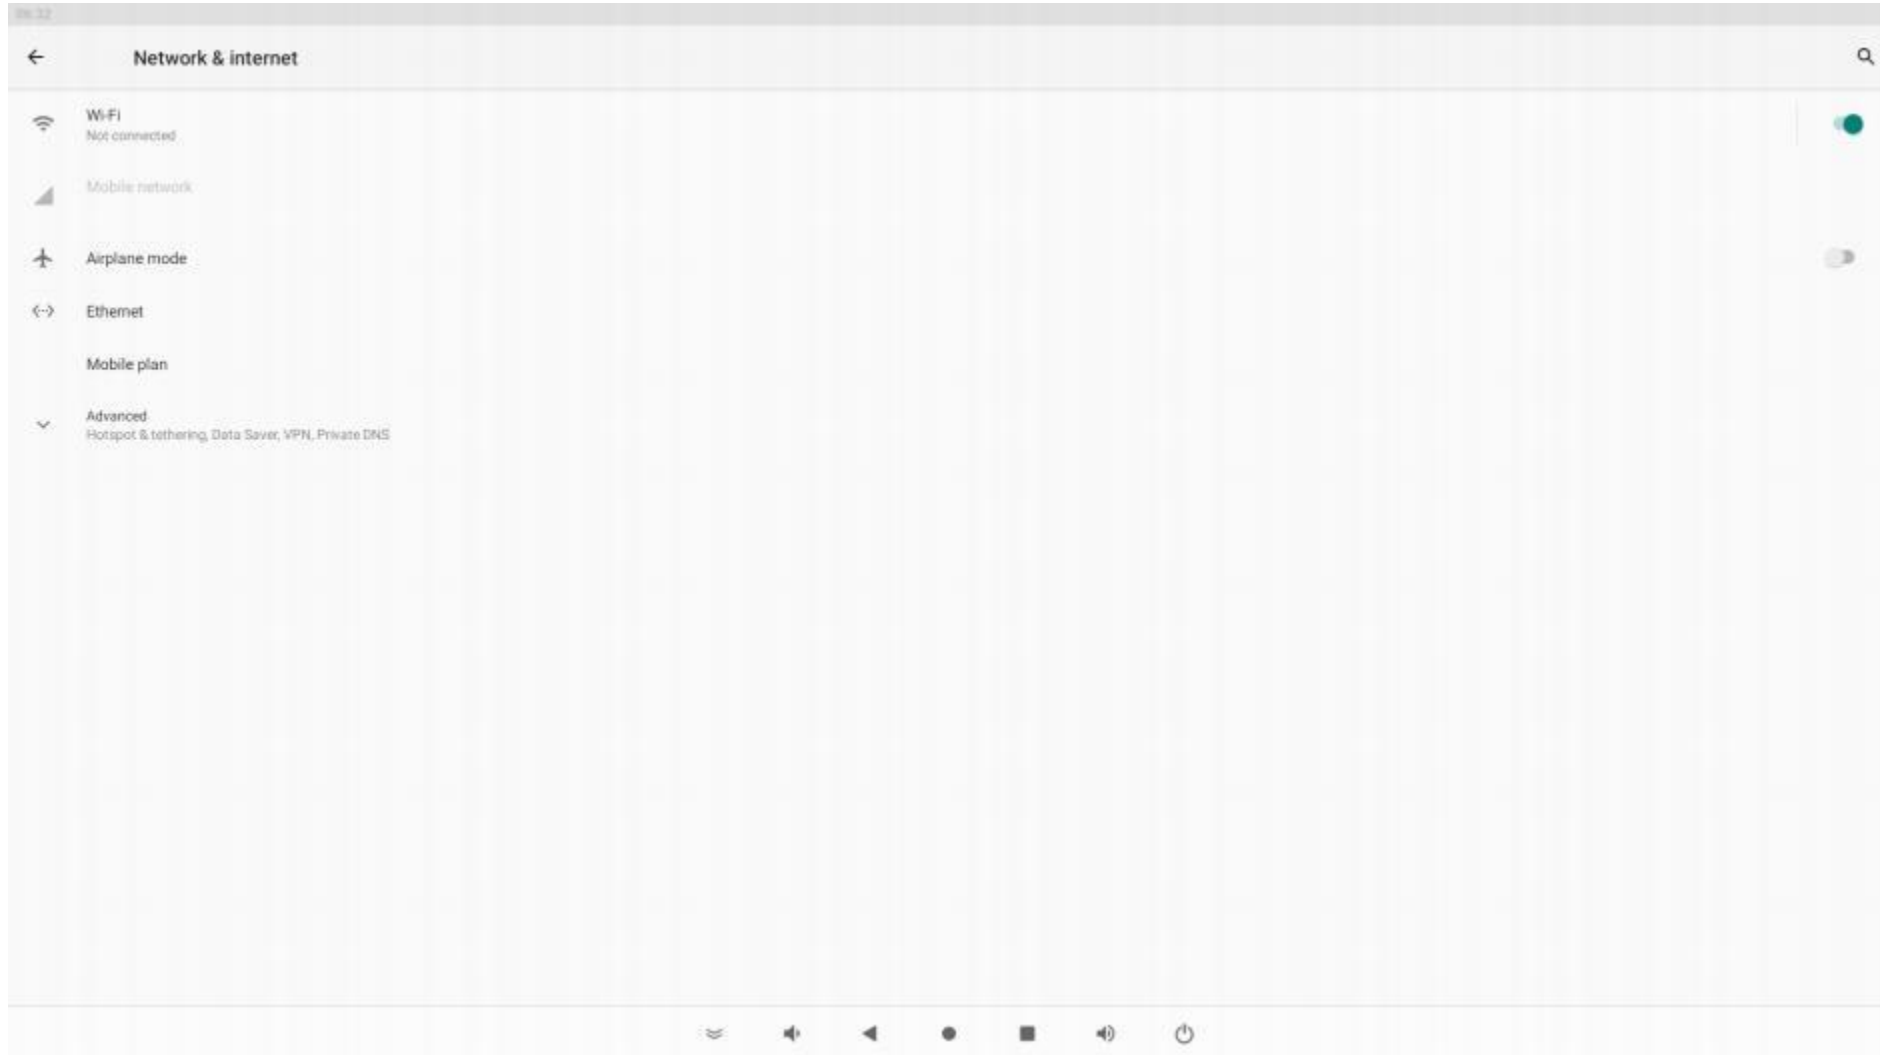 Network & internet
Wi-Fi
Not connected
Mobile network
Airplane mode
Ethernet
Mobile plan
Advanced
Hotspot & tethering, Data Saver, VPN, Private DNS